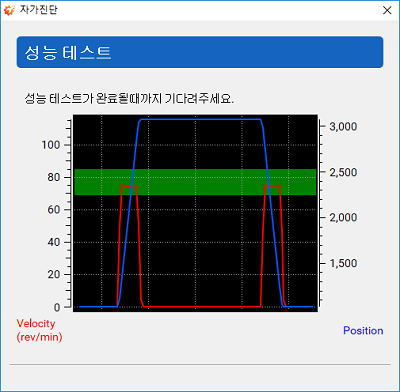 자가진단
성능 테스트
성능 테스트가 완료될때까지 기다려주세요.
100
80
60
40
20
0
3,000
2,500
2,000
1,500
Velocity
(rev/min)
Position